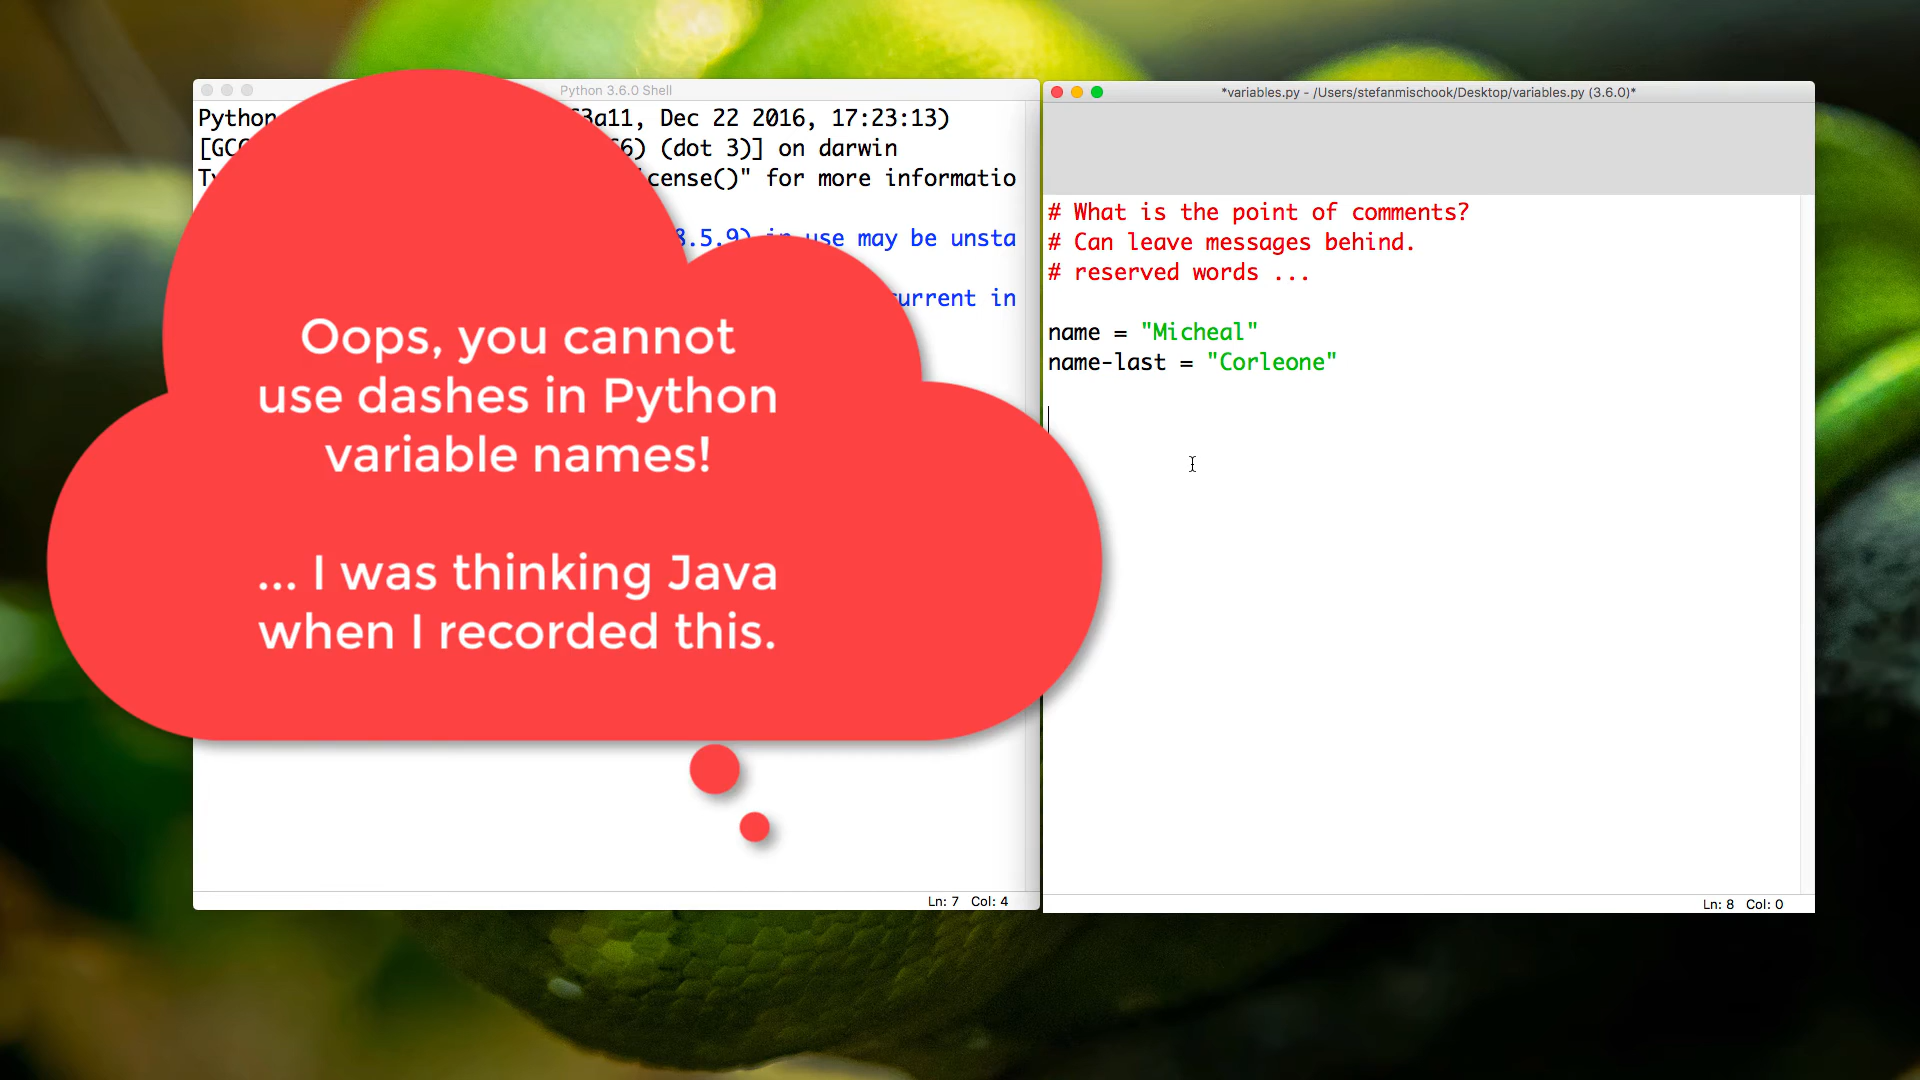 Python 3.6.0 Shell
Python 3a11, Dec 22 2016, 17:23:13)
6) (dot 3)] on darwin
cense()" for more informatio
8.5.9) in use may be unsta
urrent in
Oops, you cannot
use dashes in Python
variable names!
... I was thinking Java
when I recorded this.
Ln: 7 Col: 4
*variables.py - /Users/stefanmischook/Desktop/variables.py (3.6.0)*
# What is the point of comments?
# Can leave messages behind.
# reserved words ...
name = "Micheal"
name-last = "Corleone"
Ln: 8 Col: 0